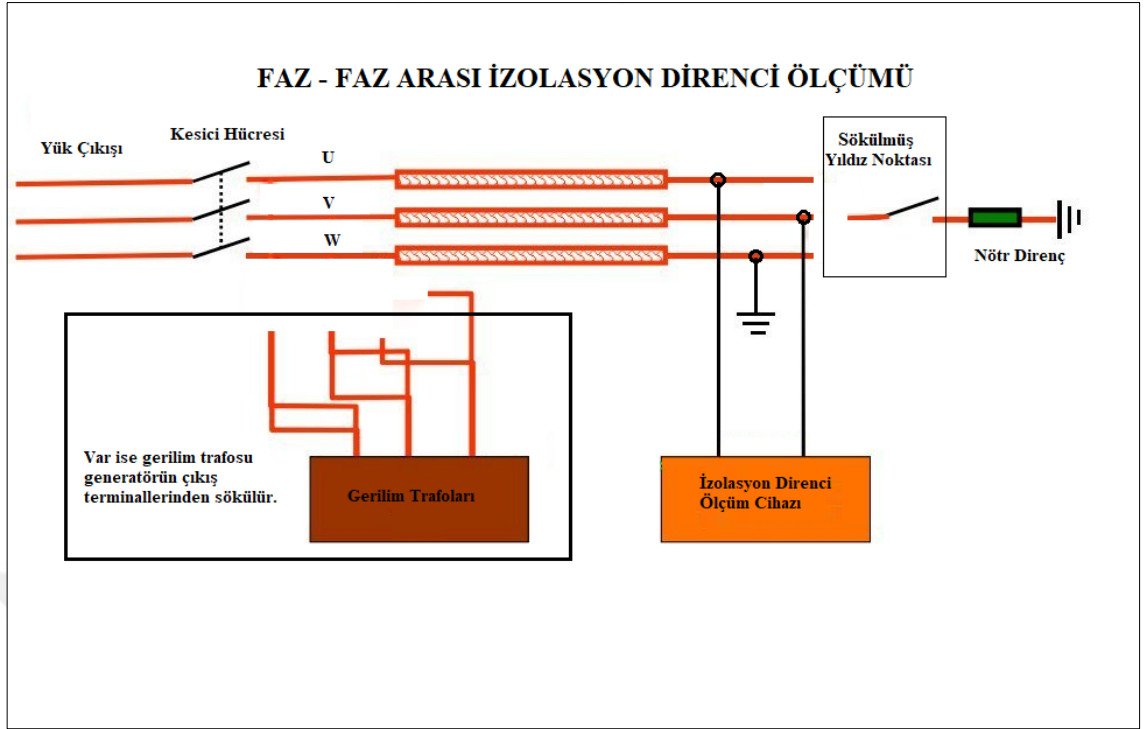 FAZ - FAZ ARASI İZOLASYON DİRENCİ ÖLÇÜMÜ
Yük Çıkışı
Kesici Hücresi
U
V
W
Sökülmüş
Yıldız Noktası
Nötr Direnç
Var ise gerilim trafosu
generatörün çıkış
terminallerinden sökülür.
Gerilim Trafoları
İzolasyon Direnci
Ölçüm Cihazı